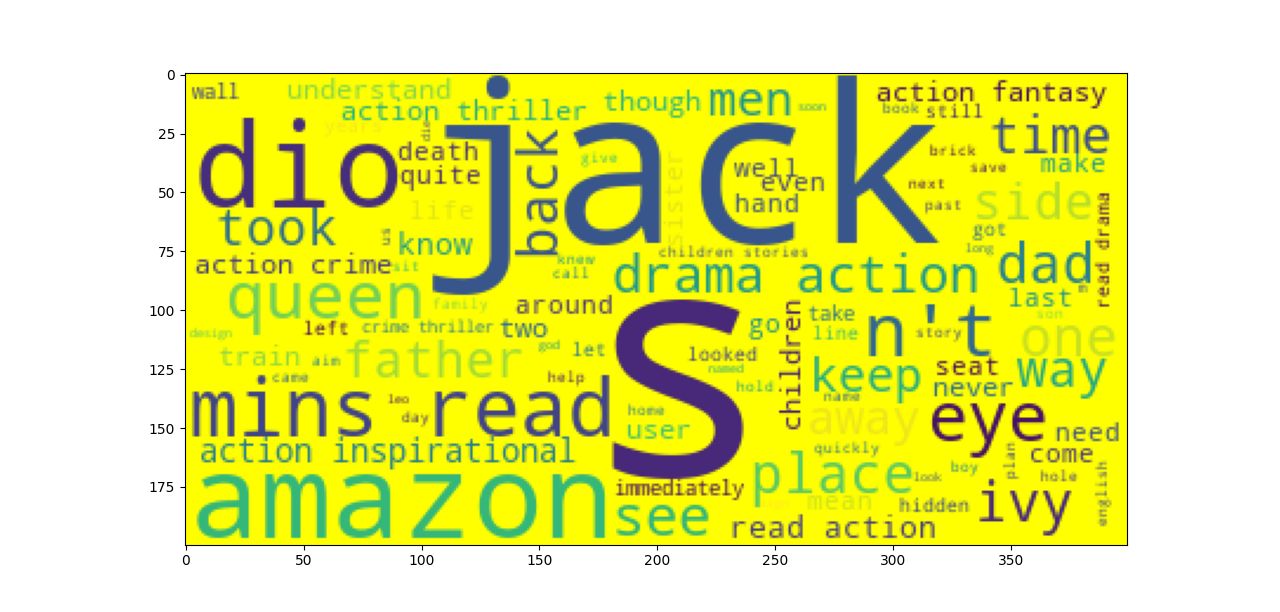 0
25
50
75
100
125
150
175
0 50 100 150 200 250 300 350
wall understand action thriller though men soon action fantasy
book still
years die jack time
dio death quite back give well even hand sister brick save make
next past side
took life know got long
action crime sit knew call children stories drama action dad read drama
queen family around last son
design left crime thriller two take line go n't story one
train aim father god let looked named children keep seat never way
came help hold
mins read leo day s home user name away eye need
action inspirational quickly plan come
amazon immediately place look boy hole english
see mean hidden ivy
read action